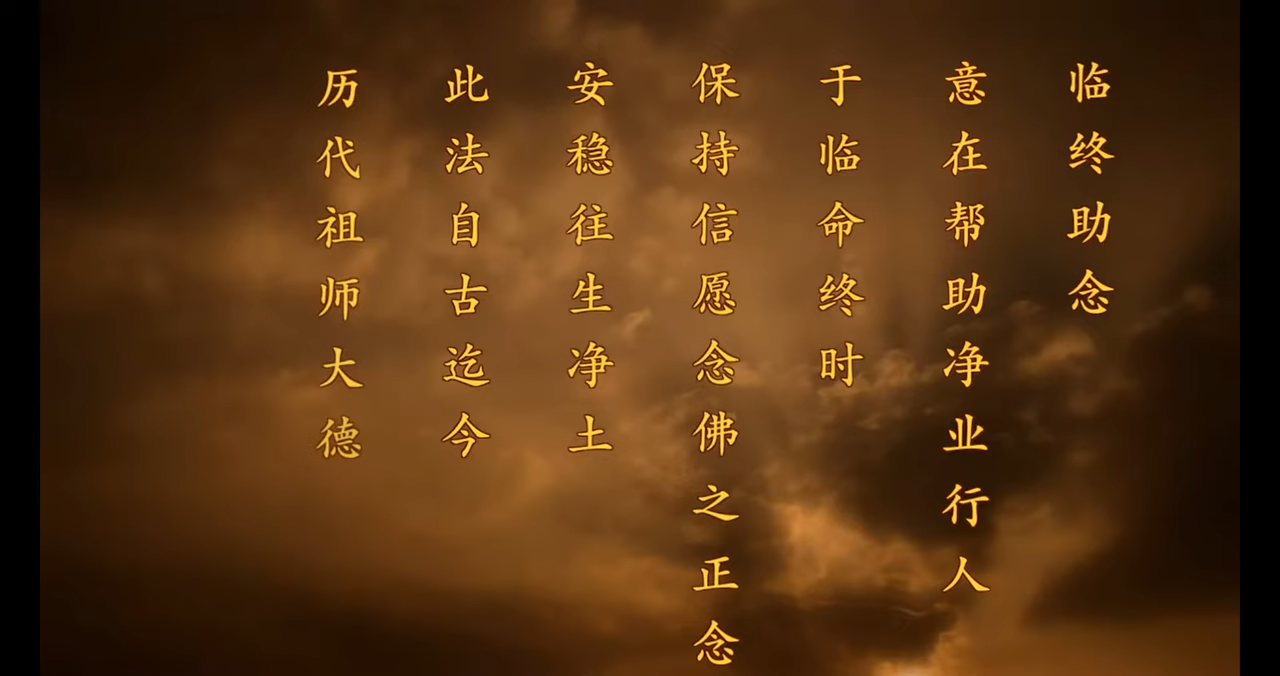 临终助念
意在帮助净业行人
于临命终时
保持信愿念佛之正念
安稳往生净土
此法自古迄今
历代祖师大德